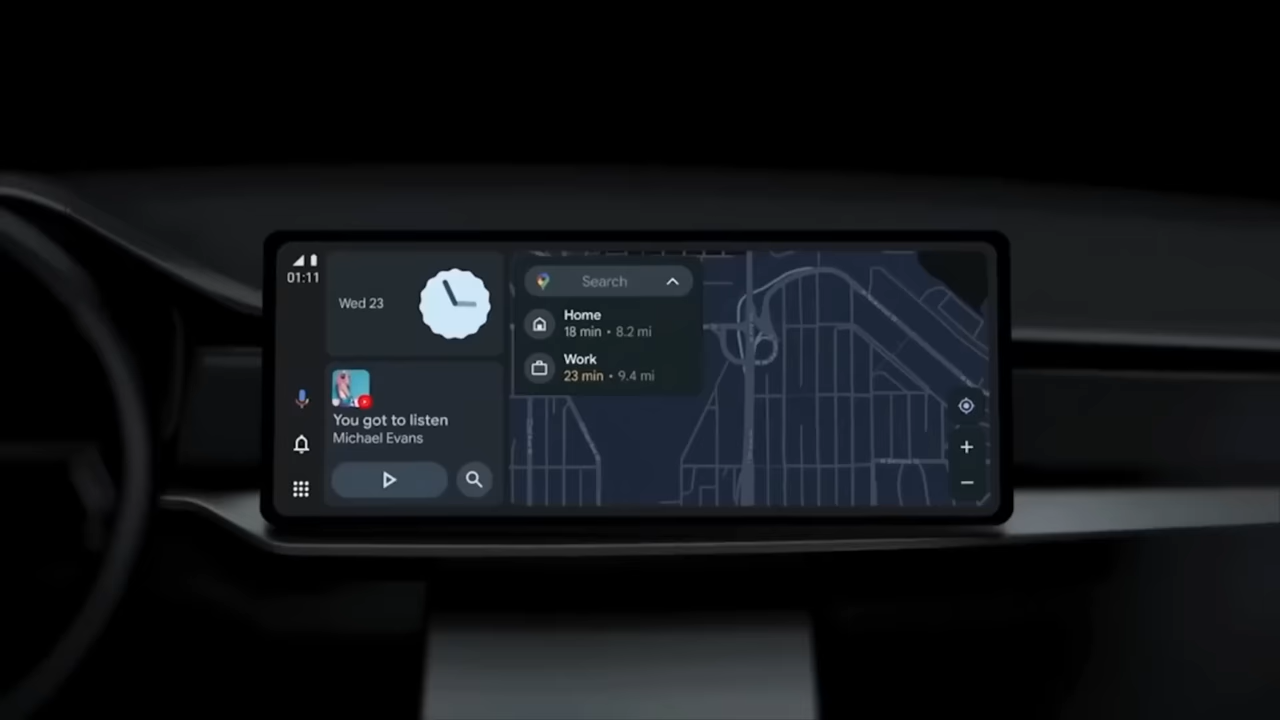 01:11
Wed 23
You got to listen
Michael Evans
Search
Home
18 min • 8.2 mi
Work
23 min • 9.4 mi